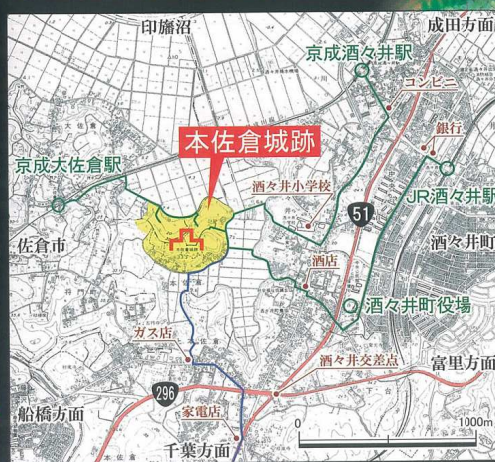 印旛沼
成田方面
京成酒々井駅
コンビニ
銀行
本佐倉城跡
京成大佐倉駅
酒々井小学校
51
JR酒々井駅
佐倉市
酒々井町
酒店
酒々井町役場
ガス店
酒々井交差点
富里方面
296
船橋方面
家電店
千葉方面
0
1000m